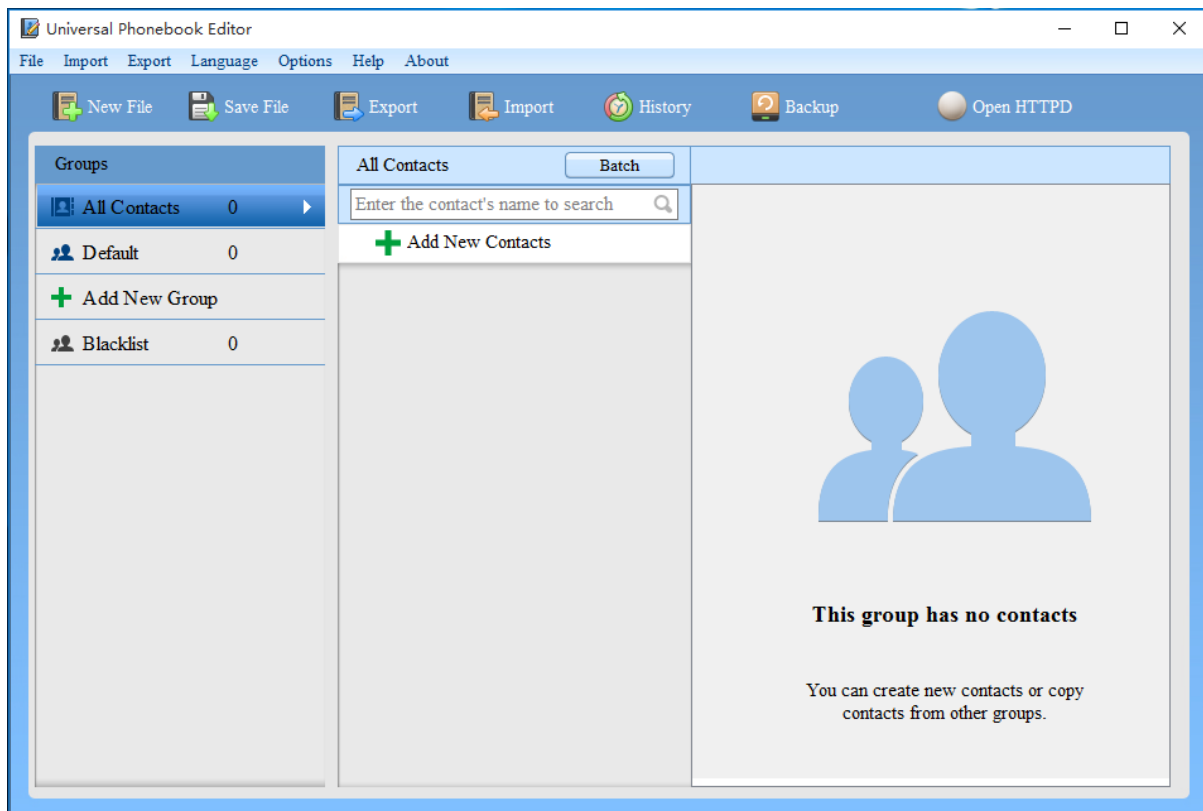 Universal Phonebook Editor
File Import Export Language Options Help About
New File Save File Export Import History Backup Open HTTPD
Groups
All Contacts 0
Default 0
Add New Group
Blacklist 0
All Contacts Batch
Enter the contact's name to search
Add New Contacts
This group has no contacts
You can create new contacts or copy
contacts from other groups.